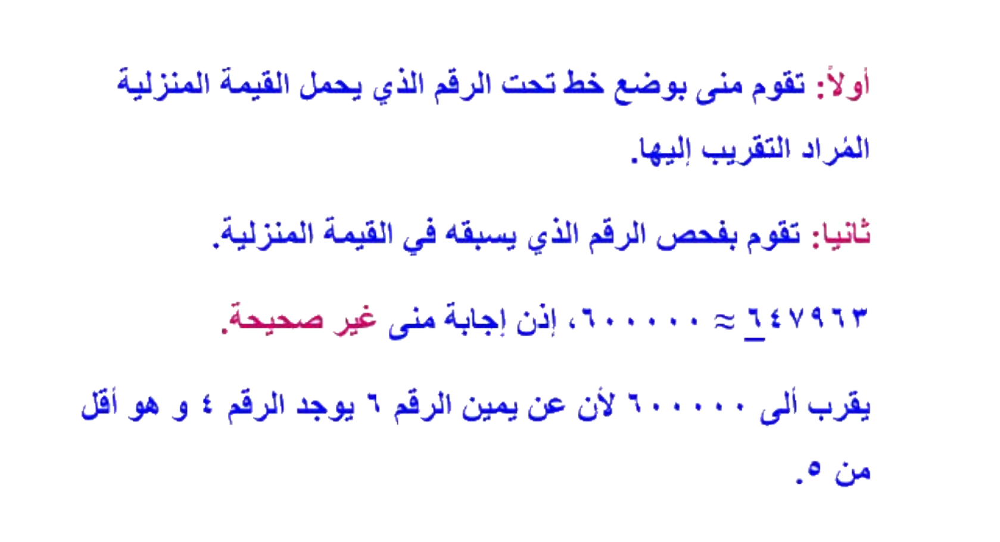 أولاً: تقوم منى بوضع خط تحت الرقم الذي يحمل القيمة المنزلية
المُراد التقريب إليها.
ثانيا: تقوم بفحص الرقم الذي يسبقه في القيمة المنزلية.
٦٤٧٩٦٣ ≈ ٦٠٠٠٠٠، إذن إجابة منى غير صحيحة.
يقرب ألى ٦٠٠٠٠٠ لأن عن يمين الرقم ٦ يوجد الرقم ٤ و هو أقل
من ٥.